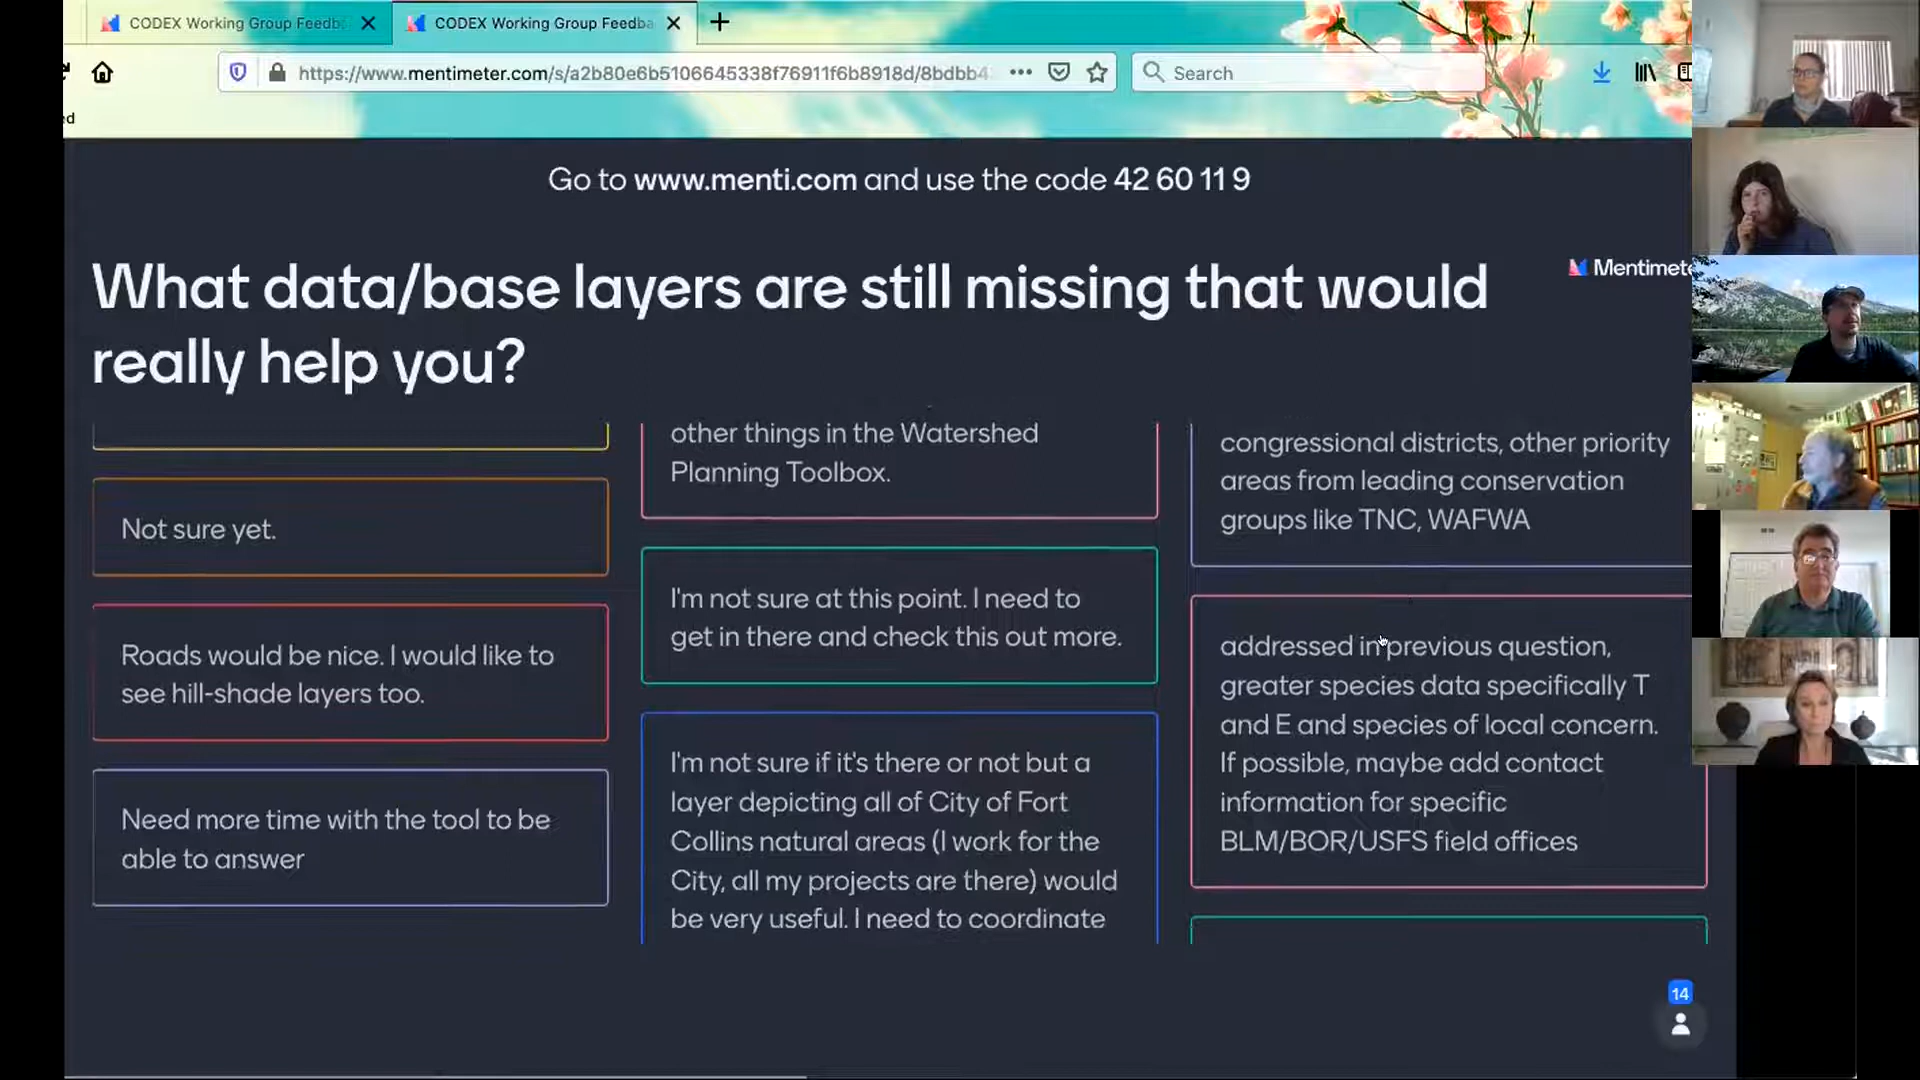 CODEX Working Group Feedb
CODEX Working Group Feedba
https://www.mentimeter.com/s/a2b80e6b5106645338f76911f6b8918d/8bdbb4
Search
ed
Go to www.menti.com and use the code 42 60 11 9
What data/base layers are still missing that would
really help you?
Mentimete
Not sure yet.
Roads would be nice. I would like to
see hill-shade layers too.
Need more time with the tool to be
able to answer
other things in the Watershed
Planning Toolbox.
I'm not sure at this point. I need to
get in there and check this out more.
I'm not sure if it's there or not but a
layer depicting all of City of Fort
Collins natural areas (I work for the
City, all my projects are there) would
be very useful. I need to coordinate
congressional districts, other priority
areas from leading conservation
groups like TNC, WAFWA
addressed in previous question,
greater species data specifically T
and E and species of local concern.
If possible, maybe add contact
information for specific
BLM/BOR/USFS field offices
14